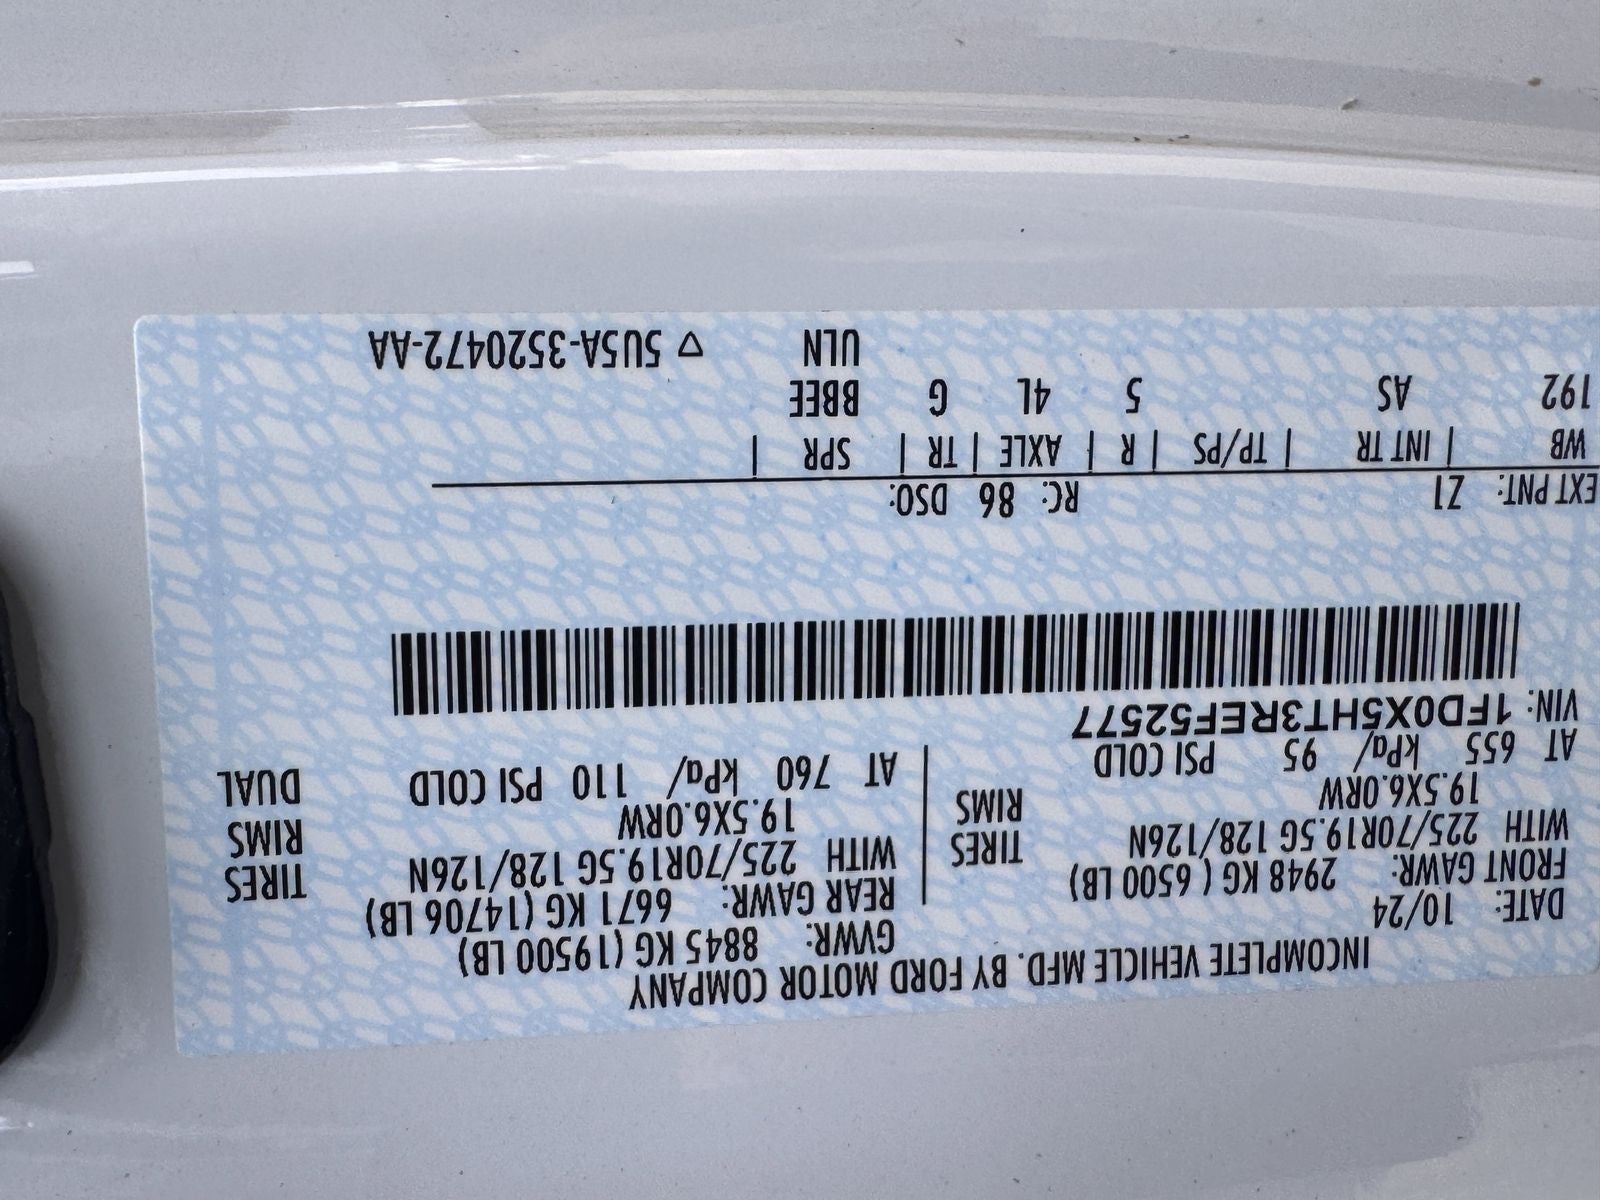 INCOMPLETE VEHICLE MFD. BY FORD MOTOR COMPANY
DATE: 10/24 GVWR: 8845 KG (19500 LB)
FRONT GAWR: 2948 KG (6500 LB) REAR GAWR: 6671 KG (14706 LB)
WITH 225/70R19.5G 128/126N TIRES WITH 225/70R19.5G 128/126N TIRES
19.5X6.0RW RIMS 19.5X6.0RW RIMS
AT 655 kPa/ 95 PSI COLD AT 760 kPa/ 110 PSI COLD DUAL
VIN: 1FD0X5HT3REF52577
EXT PNT: Z1 RC: 86 DSO:
WB | INT TR | TP/PS | R | AXLE | TR | SPR |
192 AS 5 4L G BBEE
ULN ▽ 5U5A-3520472-AA